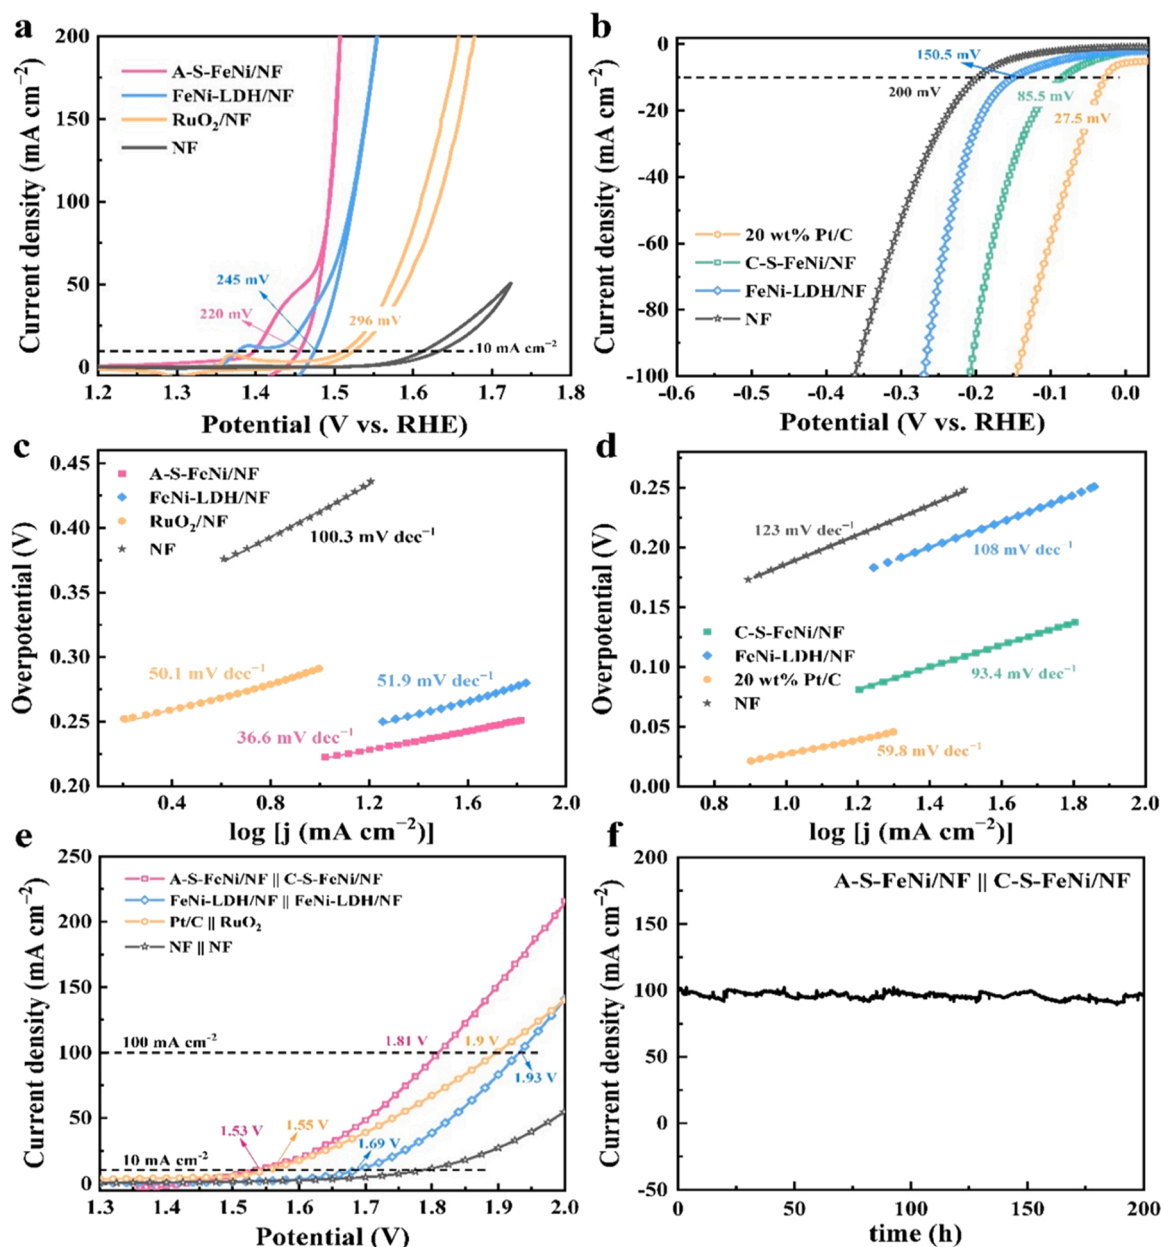 a
200
150
100
50
0
A-S-FeNi/NF
FeNi-LDH/NF
RuO₂/NF
NF
245 mV
220 mV
296 mV
10 mA cm⁻²
1.2 1.3 1.4 1.5 1.6 1.7 1.8
Potential (V vs. RHE)
Current density (mA cm⁻²)
b
0
-20
-40
-60
-80
-100
150.5 mV
200 mV
85.5 mV
27.5 mV
20 wt% Pt/C
C-S-FeNi/NF
FeNi-LDH/NF
NF
-0.6 -0.5 -0.4 -0.3 -0.2 -0.1 0.0
Potential (V vs. RHE)
Current density (mA cm⁻²)
c
0.45
0.40
0.35
0.30
0.25
0.20
A-S-FeNi/NF
FeNi-LDH/NF
RuO₂/NF
NF
100.3 mV dec⁻¹
50.1 mV dec⁻¹
51.9 mV dec⁻¹
36.6 mV dec⁻¹
0.4 0.8 1.2 1.6 2.0
log [j (mA cm⁻²)]
Overpotential (V)
d
0.25
0.20
0.15
0.10
0.05
0.00
123 mV dec⁻¹
108 mV dec⁻¹
C-S-FeNi/NF
FeNi-LDH/NF
20 wt% Pt/C
NF
93.4 mV dec⁻¹
59.8 mV dec⁻¹
0.8 1.0 1.2 1.4 1.6 1.8 2.0
log [j (mA cm⁻²)]
Overpotential (V)
e
250
200
150
100
50
0
A-S-FeNi/NF || C-S-FeNi/NF
FeNi-LDH/NF || FeNi-LDH/NF
Pt/C || RuO₂
NF || NF
100 mA cm⁻²
1.81 V
1.9 V
1.93 V
1.53 V
1.55 V
1.69 V
10 mA cm⁻²
1.3 1.4 1.5 1.6 1.7 1.8 1.9 2.0
Potential (V)
Current density (mA cm⁻²)
f
200
150
100
50
0
-50
A-S-FeNi/NF || C-S-FeNi/NF
0 50 100 150 200
time (h)
Current density (mA cm⁻²)